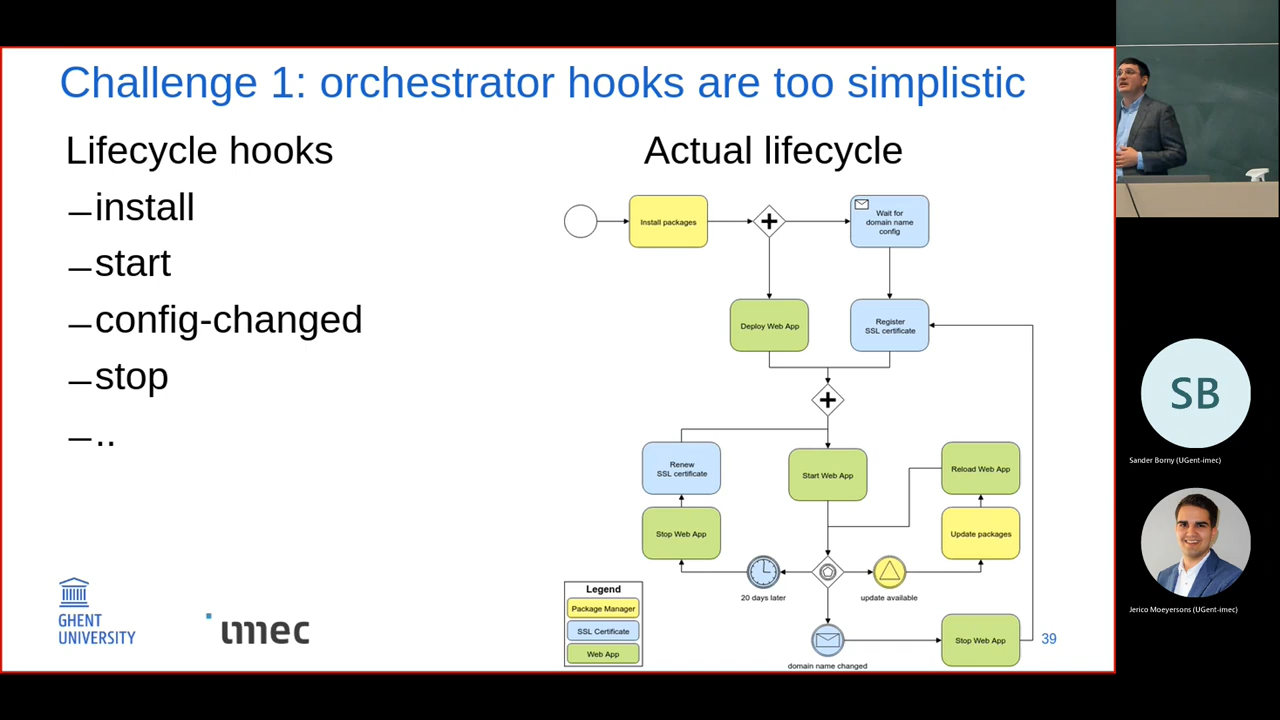 Challenge 1: orchestrator hooks are too simplistic
Lifecycle hooks
–install
–start
–config-changed
–stop
–..
Actual lifecycle
Install packages
Wait for
domain name
config
Deploy Web App
Register
SSL certificate
Renew
SSL certificate
Start Web App
Reload Web App
Stop Web App
Update packages
20 days later
update available
domain name changed
Stop Web App
Legend
Package Manager
SSL Certificate
Web App
GHENT
UNIVERSITY
imec
39
SB
Sander Borny (UGent-imec)
Jerico Moeyersons (UGent-imec)